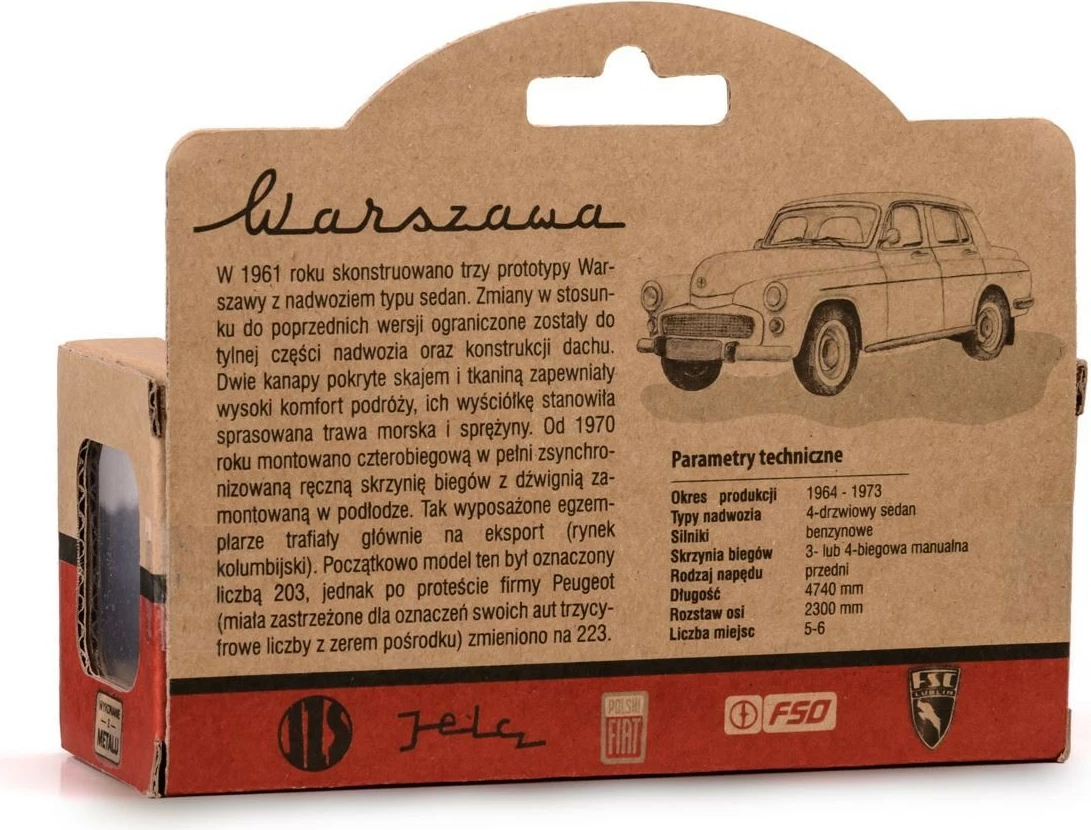 Warszawa
W 1961 roku skonstruowano trzy prototypy War-
szawy z nadwoziem typu sedan. Zmiany w stosun-
ku do poprzednich wersji ograniczone zostały do
tylnej części nadwozia oraz konstrukcji dachu.
Dwie kanapy pokryte skajem i tkaniną zapewniały
wysoki komfort podróży, ich wyściółkę stanowiła
sprasowana trawa morska i sprężyny. Od 1970
roku montowano czterobiegową w pełni zsynchro-
nizowaną ręczną skrzynię biegów z dźwignią za-
montowaną w podłodze. Tak wyposażone egzem-
plarze trafiały głównie na eksport (rynek
kolumbijski). Początkowo model ten był oznaczony
liczbą 203, jednak po proteście firmy Peugeot
(miała zastrzeżone dla oznaczeń swoich aut trzycy-
frowe liczby z zerem pośrodku) zmieniono na 223.
Parametry techniczne
Okres produkcji 1964 - 1973
Typy nadwozia 4-drzwiowy sedan
Silniki benzynowe
Skrzynia biegów 3- lub 4-biegowa manualna
Rodzaj napędu przedni
Długość 4740 mm
Rozstaw osi 2300 mm
Liczba miejsc 5-6
WYKONANE
Z
METALU
Jelcz
POLSKI
FIAT
FSO
FSC
LUBLIN